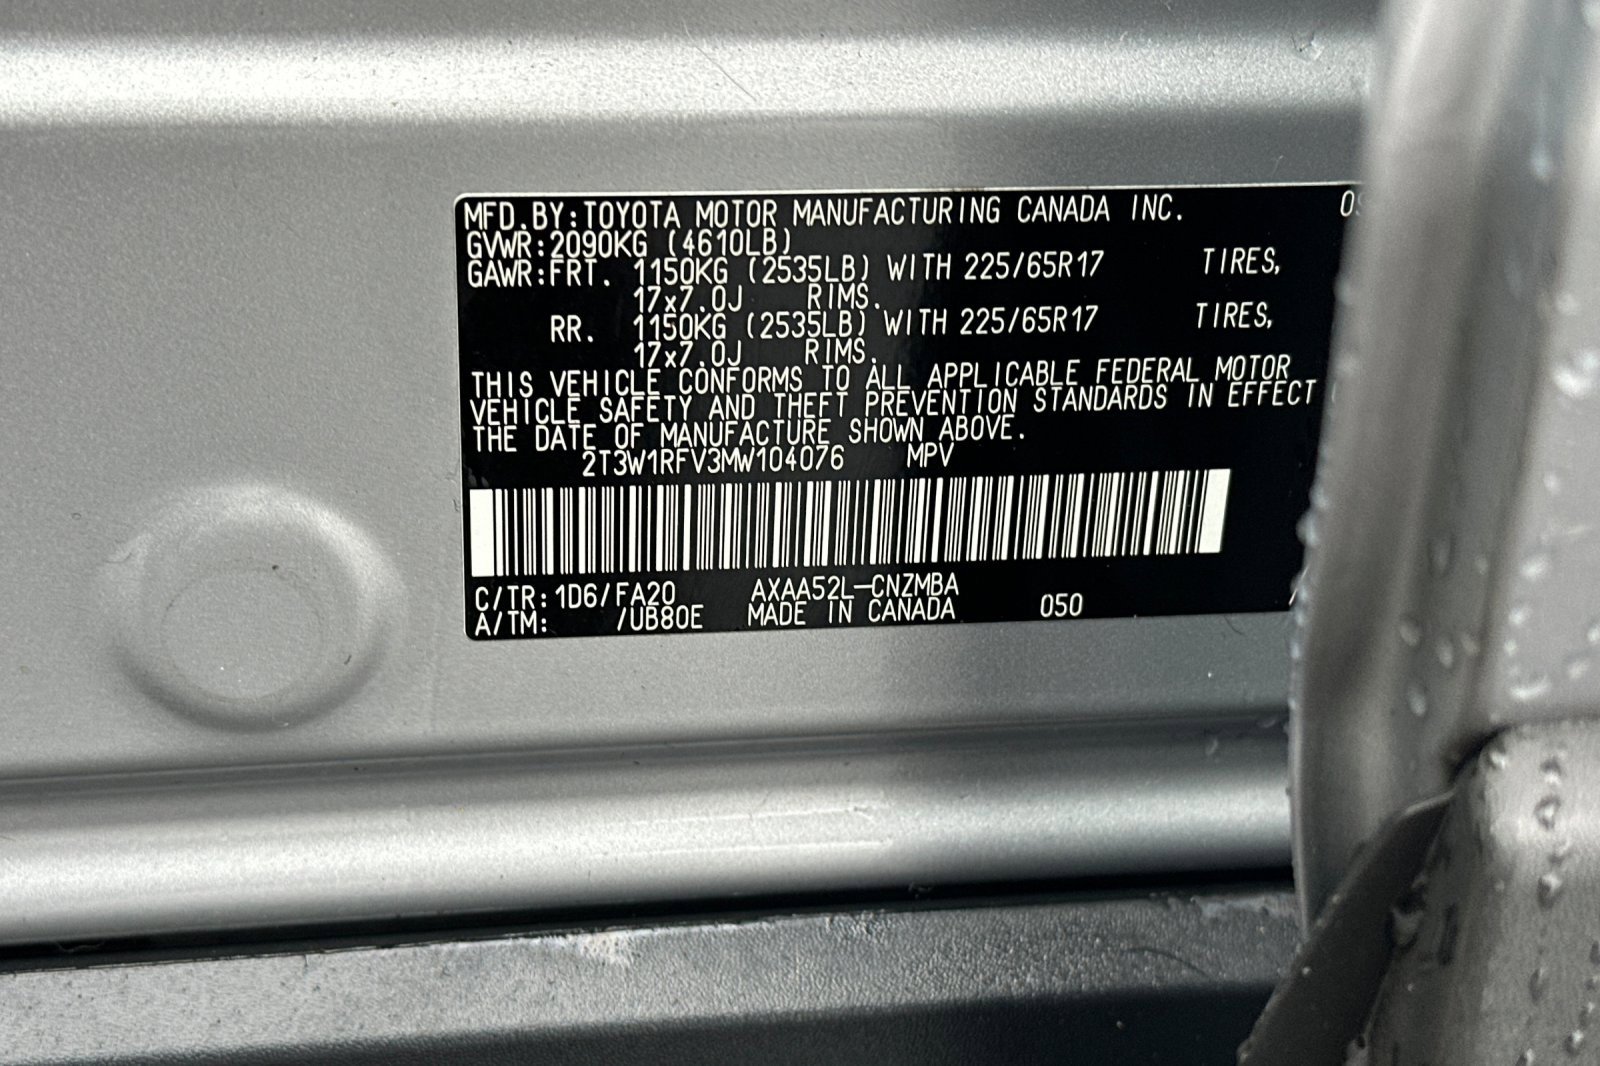 MFD.BY:TOYOTA MOTOR MANUFACTURING CANADA INC.
GVWR:2090KG (4610LB)
GAWR:FRT. 1150KG (2535LB) WITH 225/65R17 TIRES,
17x7.0J RIMS.
RR. 1150KG (2535LB) WITH 225/65R17 TIRES,
17x7.0J RIMS.
THIS VEHICLE CONFORMS TO ALL APPLICABLE FEDERAL MOTOR
VEHICLE SAFETY AND THEFT PREVENTION STANDARDS IN EFFECT
THE DATE OF MANUFACTURE SHOWN ABOVE.
2T3W1RFV3MW104076 MPV
C/TR:1D6/FA20 AXAA52L-CNZMBA
A/TM: /UB80E MADE IN CANADA 050